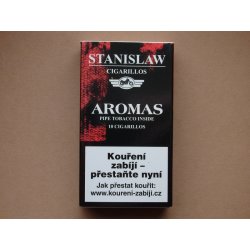 STANISLAW
CIGARILLOS
AROMAS
PIPE TOBACCO INSIDE
10 CIGARILLOS
Kouření
zabíjí –
přestaňte nyní
Jak přestat kouřit:
www.koureni-zabiji.cz